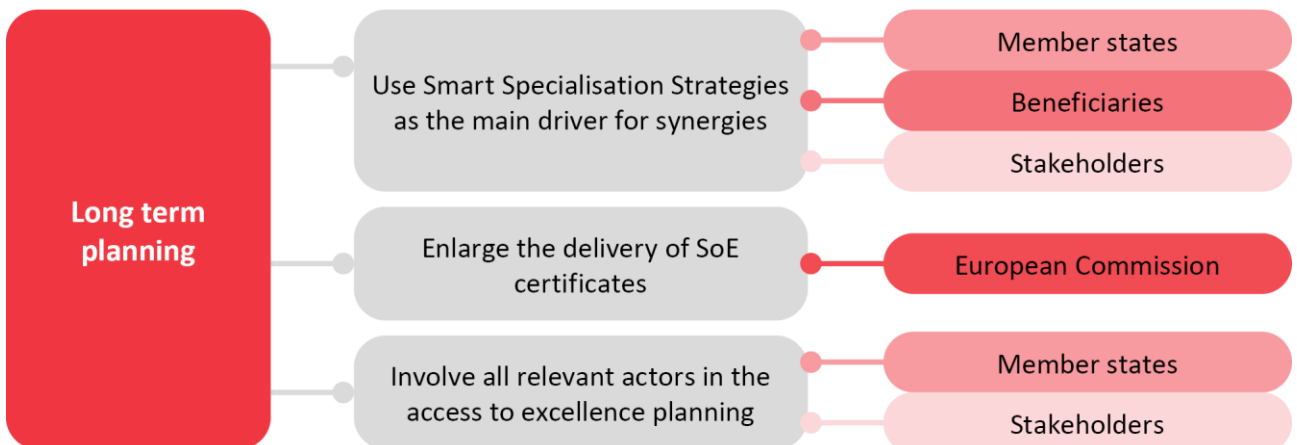 Long term
planning
Use Smart Specialisation Strategies
as the main driver for synergies
Member states
Beneficiaries
Stakeholders
Enlarge the delivery of SoE
certificates
European Commission
Involve all relevant actors in the
access to excellence planning
Member states
Stakeholders